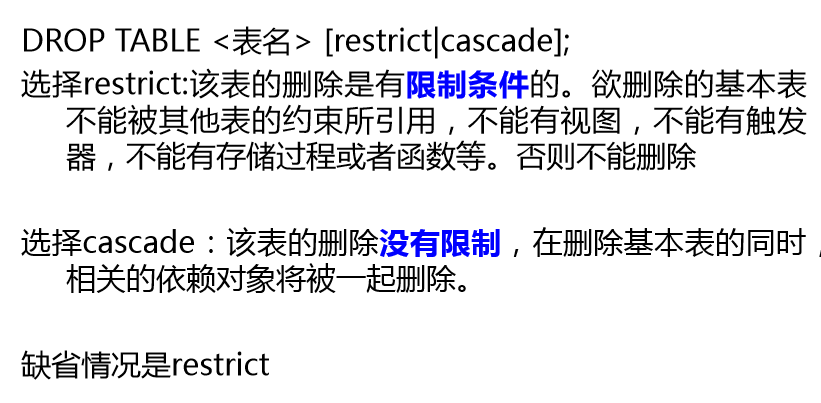 DROP TABLE <表名> [restrict|cascade];
选择restrict:该表的删除是有限制条件的。欲删除的基本表
不能被其他表的约束所引用，不能有视图，不能有触发
器，不能有存储过程或者函数等。否则不能删除
选择cascade：该表的删除没有限制，在删除基本表的同时，
相关的依赖对象将被一起删除。
缺省情况是restrict